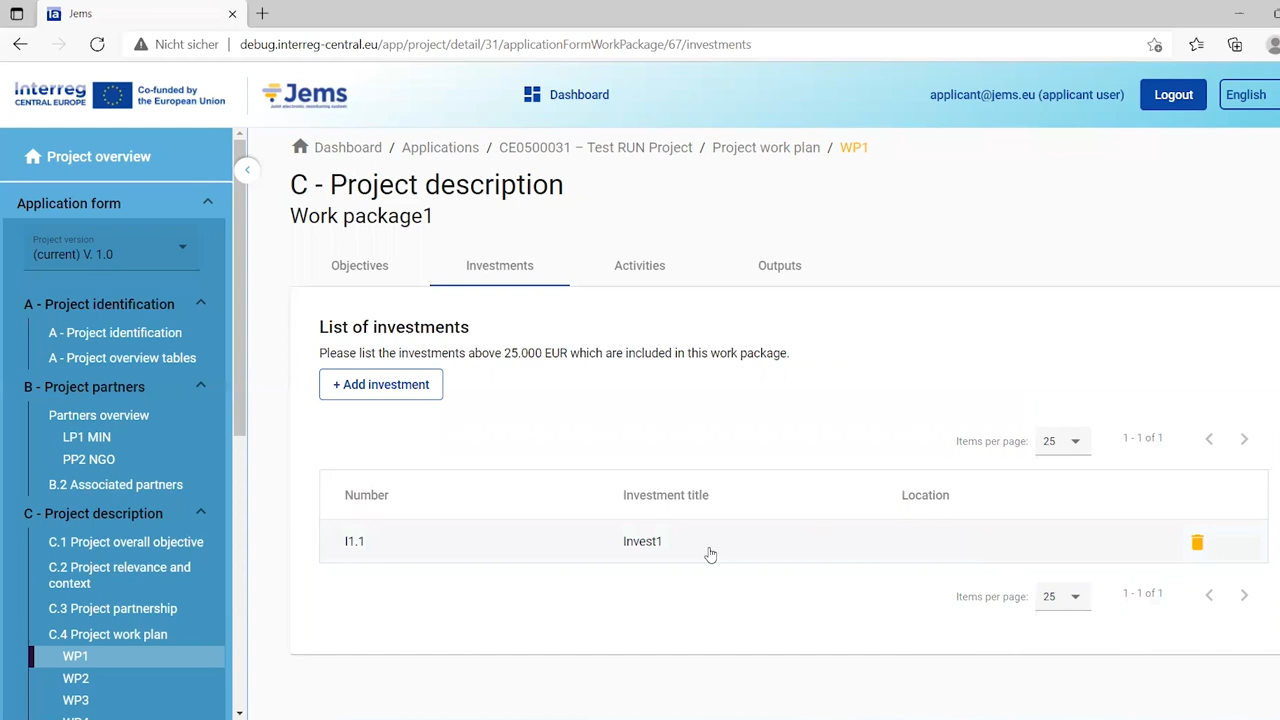 Jems
Nicht sicher
debug.interreg-central.eu/app/project/detail/31/applicationFormWorkPackage/67/investments
Interreg
CENTRAL EUROPE
Co-funded by
the European Union
Jems
Joint electronic monitoring system
Dashboard
applicant@jems.eu (applicant user)
Logout
English
Project overview
Application form
Project version
(current) V. 1.0
A - Project identification
A - Project identification
A - Project overview tables
B - Project partners
Partners overview
LP1 MIN
PP2 NGO
B.2 Associated partners
C - Project description
C.1 Project overall objective
C.2 Project relevance and
context
C.3 Project partnership
C.4 Project work plan
WP1
WP2
WP3
Dashboard / Applications / CE0500031 – Test RUN Project / Project work plan / WP1
C - Project description
Work package1
Objectives
Investments
Activities
Outputs
List of investments
Please list the investments above 25.000 EUR which are included in this work package.
+ Add investment
Items per page: 25 1 - 1 of 1
Number Investment title Location
I1.1 Invest1
Items per page: 25 1 - 1 of 1